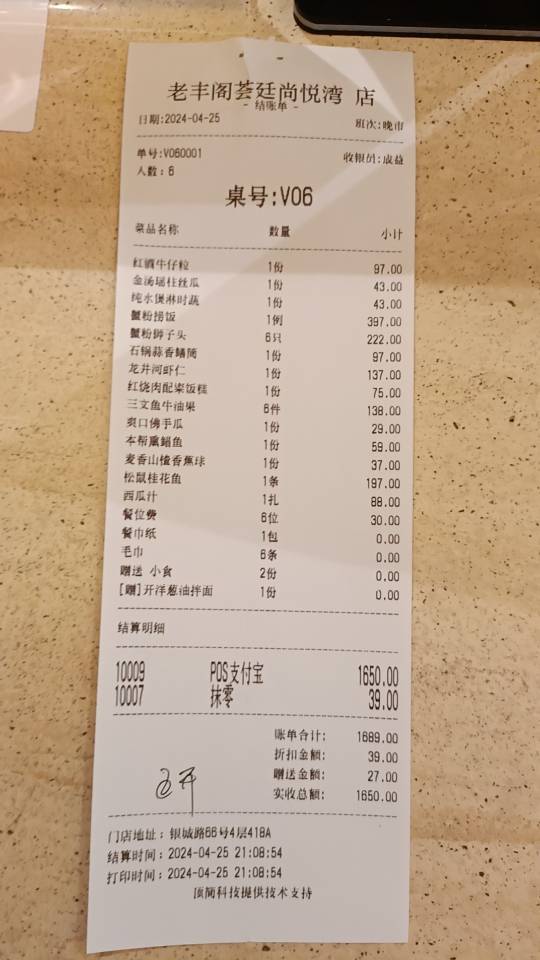 老丰阁荟廷尚悦湾 店
- 结账单 -
日期:2024-04-25 班次:晚市
单号:V060001 收银员:成益
人数:6
桌号:V06
菜品名称 数量 小计
红酒牛仔粒 1份 97.00
金汤瑶柱丝瓜 1份 43.00
纯水煲淋时蔬 1份 43.00
蟹粉捞饭 1例 397.00
蟹粉狮子头 6只 222.00
石锅蒜香鳝筒 1份 97.00
龙井河虾仁 1份 137.00
红烧肉配粢饭糕 1份 75.00
三文鱼牛油果 6件 138.00
爽口佛手瓜 1份 29.00
本帮熏鲳鱼 1份 59.00
麦香山楂香蕉球 1份 37.00
松鼠桂花鱼 1条 197.00
西瓜汁 1扎 88.00
餐位费 6位 30.00
餐巾纸 1包 0.00
毛巾 6条 0.00
赠送 小食 2份 0.00
[赠]开洋葱油拌面 1份 0.00
结算明细
10009 POS支付宝 1650.00
10007 抹零 39.00
账单合计: 1689.00
折扣金额: 39.00
赠送金额: 27.00
实收总额: 1650.00
门店地址: 银城路66号4层418A
结算时间: 2024-04-25 21:08:54
打印时间: 2024-04-25 21:08:54
顶简科技提供技术支持